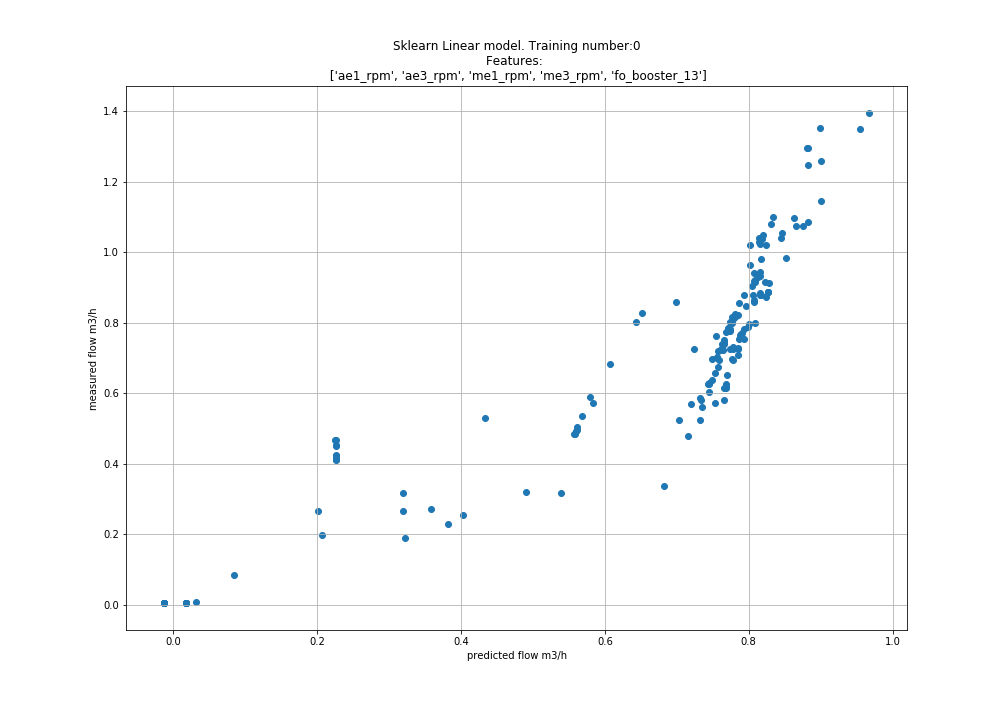 Sklearn Linear model. Training number:0
Features:
['ae1_rpm', 'ae3_rpm', 'me1_rpm', 'me3_rpm', 'fo_booster_13']
1.4
1.2
1.0
0.8
0.6
0.4
0.2
0.0
measured flow m3/h
0.0 0.2 0.4 0.6 0.8 1.0
predicted flow m3/h